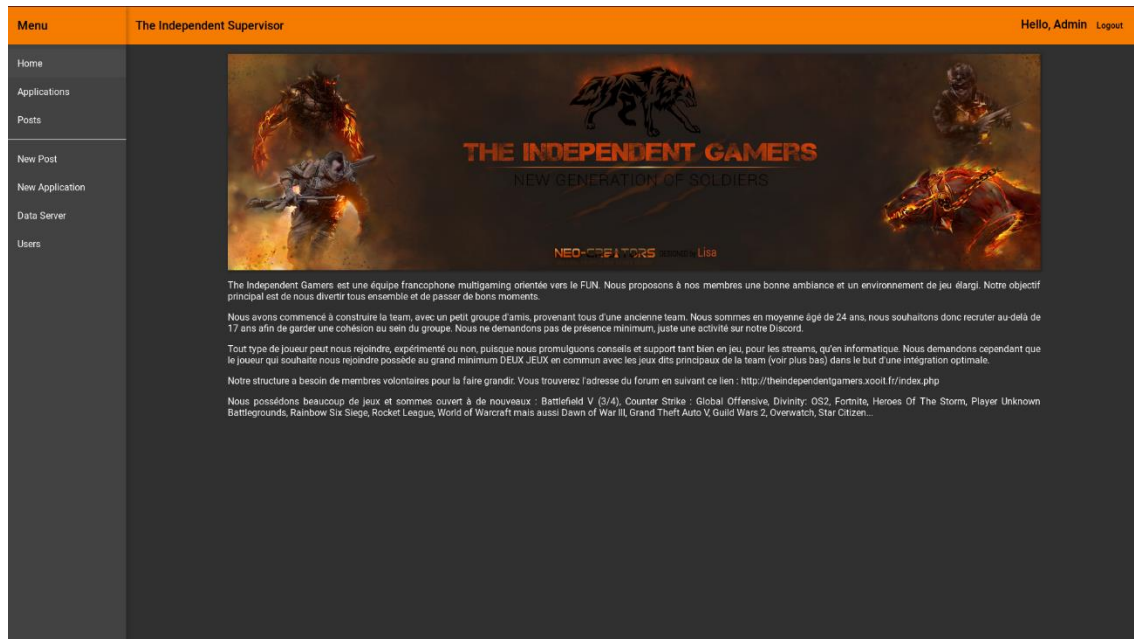 Menu
The Independent Supervisor
Hello, Admin Logout
Home
Applications
Posts
New Post
New Application
Data Server
Users
THE INDEPENDENT GAMERS
NEW GENERATION OF SOLDIERS
NEO-CREATORS Lisa
The Independent Gamers est une équipe francophone multigaming orientée vers le FUN. Nous proposons à nos membres une bonne ambiance et un environnement de jeu élargi. Notre objectif
principal est de nous divertir tous ensemble et de passer de bons moments.
Nous avons commencé à construire la team, avec un petit groupe d'amis, provenant tous d'une ancienne team. Nous sommes en moyenne âgé de 24 ans, nous souhaitons donc recruter au-delà de
17 ans afin de garder une cohésion au sein du groupe. Nous ne demandons pas de présence minimum, juste une activité sur notre Discord.
Tout type de joueur peut nous rejoindre, expérimenté ou non, puisque nous promulguons conseils et support tant bien en jeu, pour les streams, qu'en informatique. Nous demandons cependant que
le joueur qui souhaite nous rejoindre possède au grand minimum DEUX JEUX en commun avec les jeux dits principaux de la team (voir plus bas) dans le but d'une intégration optimale.
Notre structure a besoin de membres volontaires pour la faire grandir. Vous trouverez l'adresse du forum en suivant ce lien : http://theindependentgamers.xooit.fr/index.php
Nous possédons beaucoup de jeux et sommes ouvert à de nouveaux : Battlefield V (3/4), Counter Strike : Global Offensive, Divinity: OS2, Fortnite, Heroes Of The Storm, Player Unknown
Battlegrounds, Rainbow Six Siege, Rocket League, World of Warcraft mais aussi Dawn of War III, Grand Theft Auto V, Guild Wars 2, Overwatch, Star Citizen...